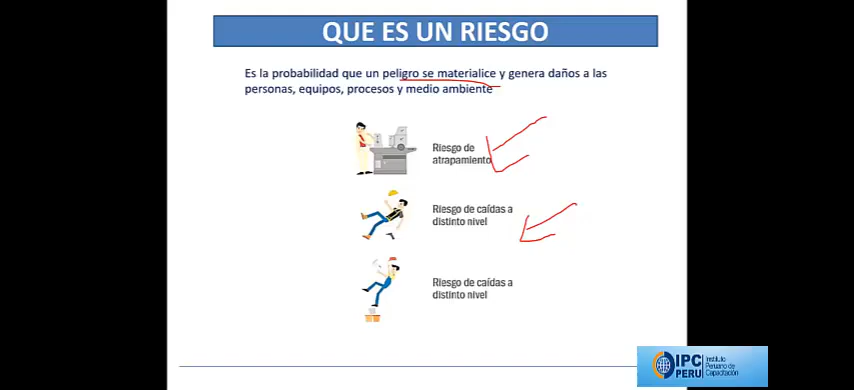 QUE ES UN RIESGO
Es la probabilidad que un peligro se materialice y genera daños a las
personas, equipos, procesos y medio ambiente
Riesgo de
atrapamiento
Riesgo de caídas a
distinto nivel
Riesgo de caídas a
distinto nivel
IPC
PERU
Instituto
Peruano de
Capacitación